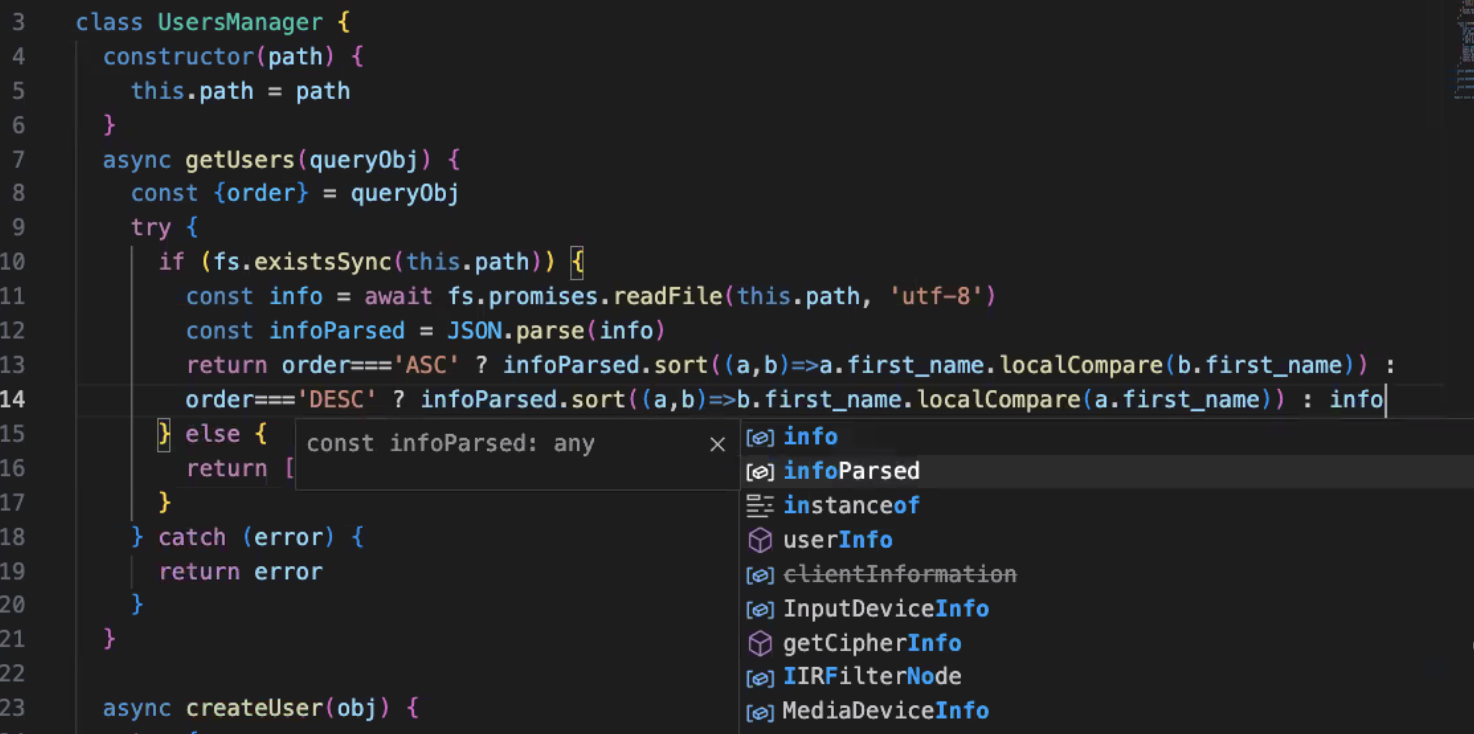 3 class UsersManager {
4 constructor(path) {
5 this.path = path
6 }
7 async getUsers(queryObj) {
8 const {order} = queryObj
9 try {
10 if (fs.existsSync(this.path)) {
11 const info = await fs.promises.readFile(this.path, 'utf-8')
12 const infoParsed = JSON.parse(info)
13 return order==='ASC' ? infoParsed.sort((a,b)=>a.first_name.localCompare(b.first_name)) :
14 order==='DESC' ? infoParsed.sort((a,b)=>b.first_name.localCompare(a.first_name)) : info
15 } else {
16 return [
17 }
18 } catch (error) {
19 return error
20 }
21 }
22
23 async createUser(obj) {
const infoParsed: any
info
infoParsed
instanceof
userInfo
clientInformation
InputDeviceInfo
getCipherInfo
IIRFilterNode
MediaDeviceInfo